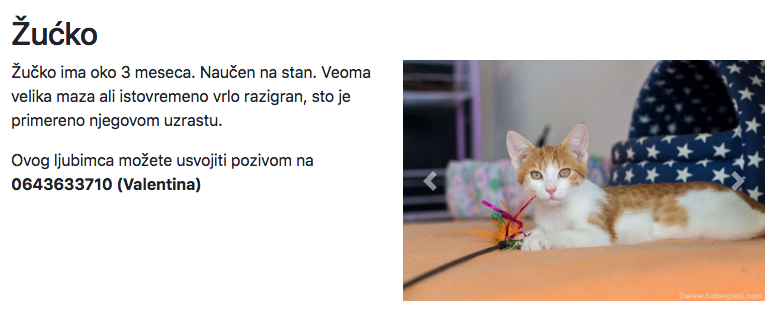 Žućko
Žučko ima oko 3 meseca. Naučen na stan. Veoma
velika maza ali istovremeno vrlo razigran, sto je
primereno njegovom uzrastu.
Ovog ljubimca možete usvojiti pozivom na
0643633710 (Valentina)
©www.halooglasi.com